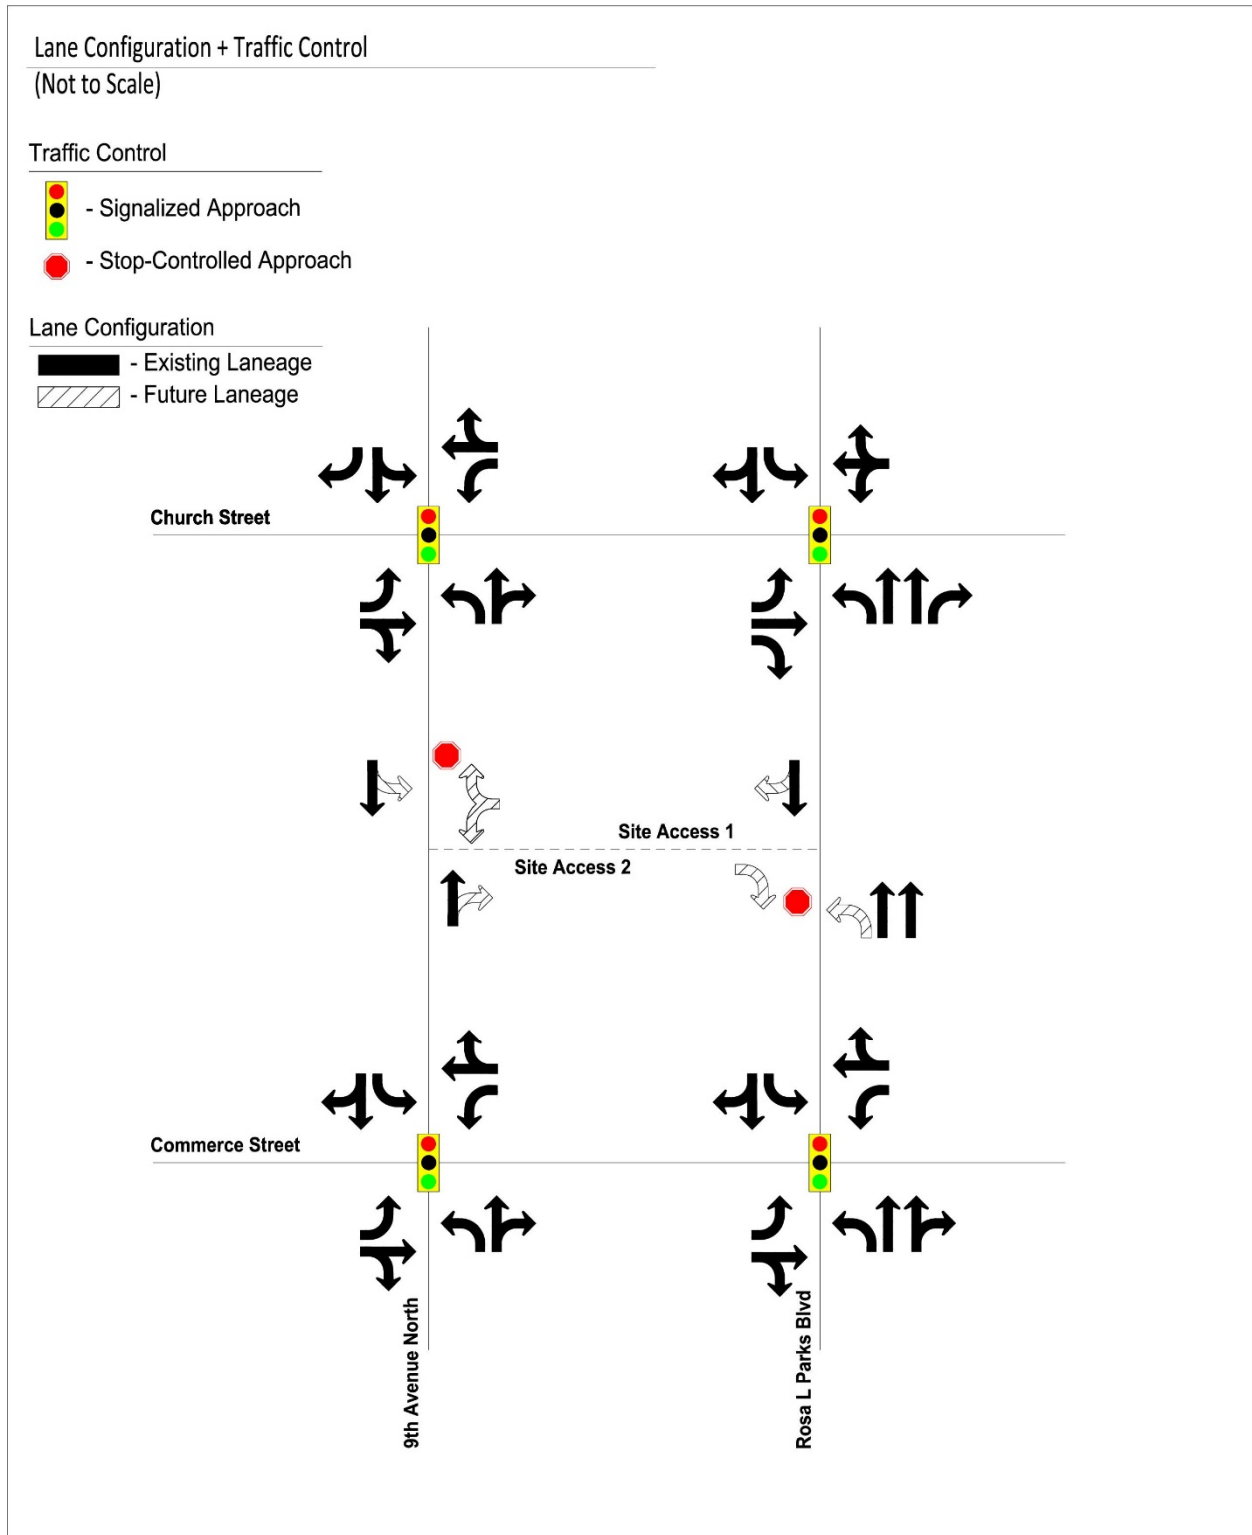 Lane Configuration + Traffic Control
(Not to Scale)
Traffic Control
- Signalized Approach
- Stop-Controlled Approach
Lane Configuration
- Existing Laneage
- Future Laneage
Church Street
Site Access 1
Site Access 2
Commerce Street
9th Avenue North
Rosa L Parks Blvd